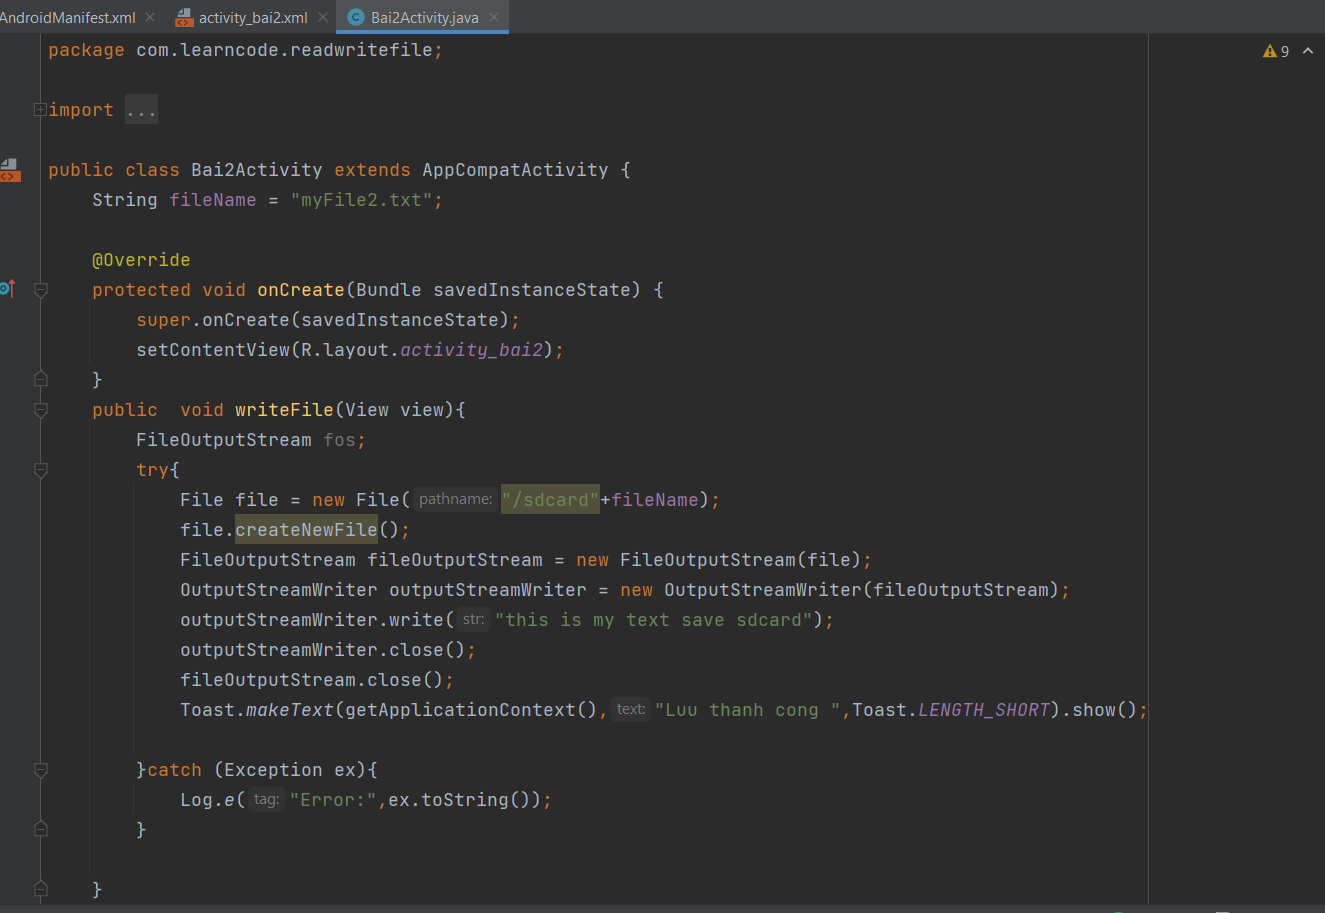 AndroidManifest.xml activity_bai2.xml Bai2Activity.java
package com.learncode.readwritefile; 9
import ...
public class Bai2Activity extends AppCompatActivity {
String fileName = "myFile2.txt";
@Override
protected void onCreate(Bundle savedInstanceState) {
super.onCreate(savedInstanceState);
setContentView(R.layout.activity_bai2);
}
public  void writeFile(View view){
FileOutputStream fos;
try{
File file = new File( pathname: "/sdcard"+fileName);
file.createNewFile();
FileOutputStream fileOutputStream = new FileOutputStream(file);
OutputStreamWriter outputStreamWriter = new OutputStreamWriter(fileOutputStream);
outputStreamWriter.write( str: "this is my text save sdcard");
outputStreamWriter.close();
fileOutputStream.close();
Toast.makeText(getApplicationContext(), text: "Luu thanh cong ",Toast.LENGTH_SHORT).show();
}catch (Exception ex){
Log.e( tag: "Error:",ex.toString());
}
}